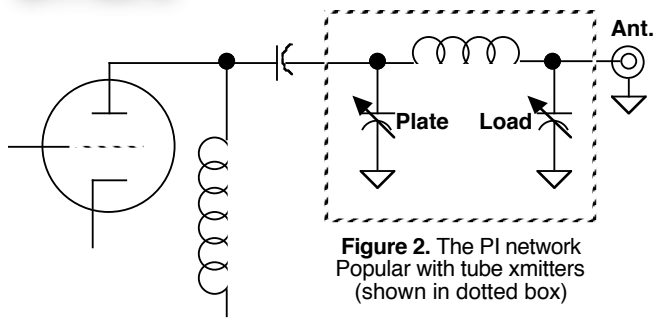 Ant.
Plate
Load
Figure 2. The PI network
Popular with tube xmitters
(shown in dotted box)